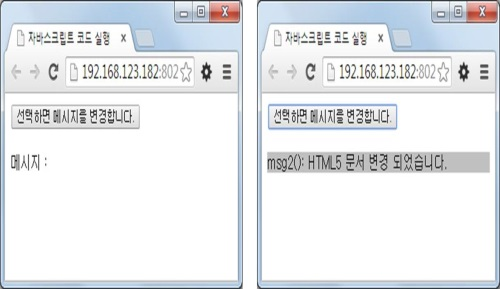 자바스크립트 코드 실행
192.168.123.182:802
선택하면 메시지를 변경합니다.
메시지 :
자바스크립트 코드 실행
192.168.123.182:802
선택하면 메시지를 변경합니다.
msg2(): HTML5 문서 변경 되었습니다.